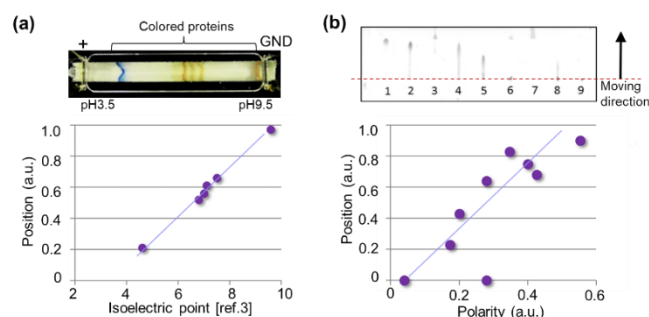 (a)
Colored proteins
+
GND
pH3.5
pH9.5
Position (a.u.)
1.0
0.8
0.6
0.4
0.2
0
2
4
6
8
10
Isoelectric point [ref.3]
(b)
1 2 3 4 5 6 7 8 9
Moving
direction
Position (a.u.)
1.0
0.8
0.6
0.4
0.2
0
0
0.2
0.4
0.6
Polarity (a.u.)